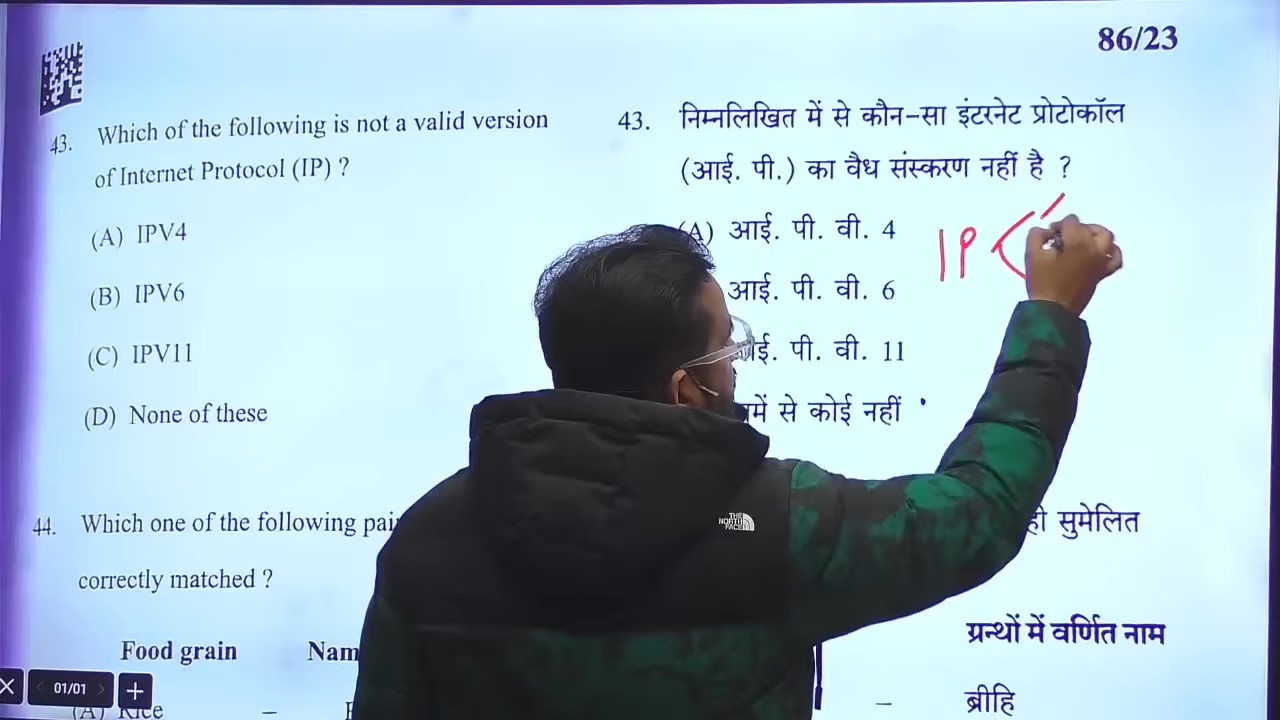 86/23
43. Which of the following is not a valid version
of Internet Protocol (IP) ?
(A) IPV4
(B) IPV6
(C) IPV11
(D) None of these
43. निम्नलिखित में से कौन-सा इंटरनेट प्रोटोकॉल
(आई. पी.) का वैध संस्करण नहीं है ?
(A) आई. पी. वी. 4
आई. पी. वी. 6
आई. पी. वी. 11
से कोई नहीं
IP
44. Which one of the following
correctly matched ?
सुमेलित
Food grain
ग्रन्थों में वर्णित नाम
(A) Rice –
– ब्रीहि
THE NORTH FACE
01/01